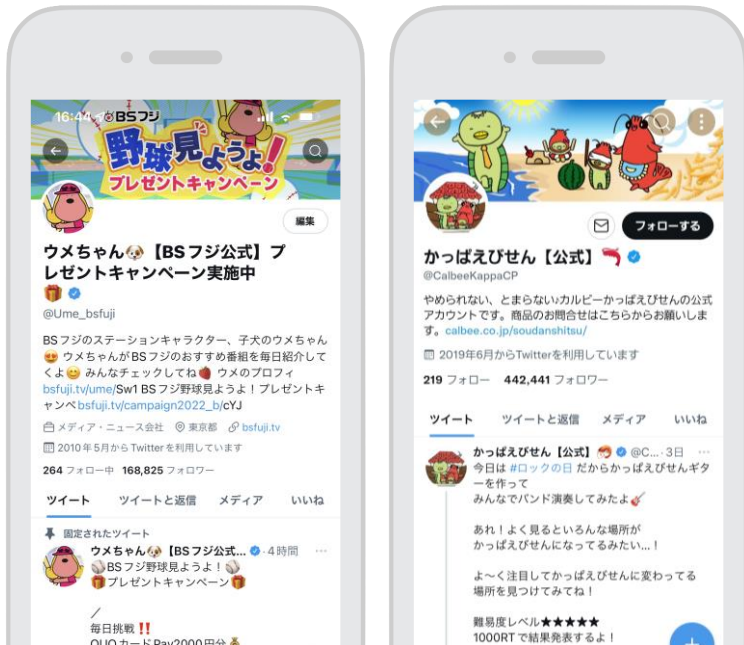 16:44
BSフジ
野球見ようよ!
プレゼントキャンペーン
編集
ウメちゃん🐶【BSフジ公式】プ
レゼントキャンペーン実施中
🎁
@Ume_bsfuji
BSフジのステーションキャラクター、子犬のウメちゃん
😍 ウメちゃんがBSフジのおすすめ番組を毎日紹介して
くよ😊 みんなチェックしてね🍓 ウメのプロフィ
bsfuji.tv/ume/Sw1 BSフジ野球見ようよ!プレゼントキ
ャンペbsfuji.tv/campaign2022_b/cYJ
メディア・ニュース会社 東京都 bsfuji.tv
2010年5月からTwitterを利用しています
264 フォロー中 168,825 フォロワー
ツイート ツイートと返信 メディア いいね
固定されたツイート
ウメちゃん🐶【BSフジ公式... · 4時間 …
⚾BSフジ野球見ようよ!⚾
🎁プレゼントキャンペーン🎁
/
毎日挑戦‼
QUOカードPay2000円分💰
フォローする
かっぱえびせん【公式】🦐
@CalbeeKappaCP
やめられない、とまらない♪カルビーかっぱえびせんの公式
アカウントです。商品のお問合せはこちらからお願いしま
す。calbee.co.jp/soudanshitsu/
2019年6月からTwitterを利用しています
219 フォロー 442,441 フォロワー
ツイート ツイートと返信 メディア いいね
かっぱえびせん【公式】🦐 @C... · 3日 …
今日は #ロックの日 だからかっぱえびせんギタ
ーを作って
みんなでバンド演奏してみたよ🎸
あれ!よく見るといろんな場所が
かっぱえびせんになってるみたい...!
よ〜く注目してかっぱえびせんに変わってる
場所を見つけてみてね!
難易度レベル★★★★★
1000RTで結果発表するよ!